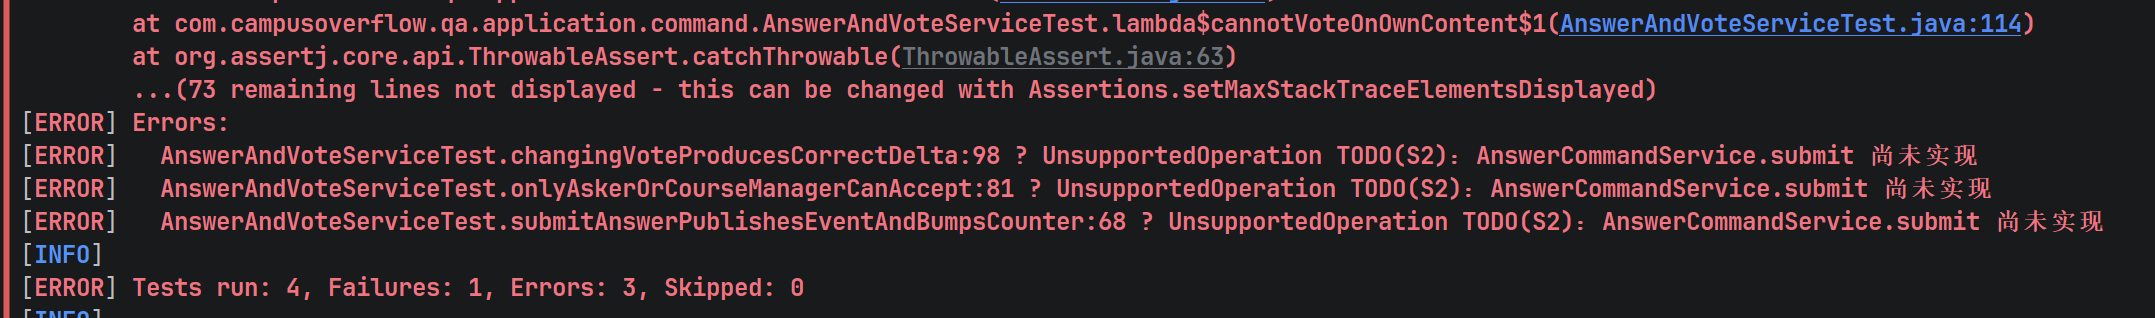 at com.campusoverflow.qa.application.command.AnswerAndVoteServiceTest.lambda$cannotVoteOnOwnContent$1(AnswerAndVoteServiceTest.java:114)
at org.assertj.core.api.ThrowableAssert.catchThrowable(ThrowableAssert.java:63)
...(73 remaining lines not displayed - this can be changed with Assertions.setMaxStackTraceElementsDisplayed)
[ERROR] Errors:
[ERROR]   AnswerAndVoteServiceTest.changingVoteProducesCorrectDelta:98 ? UnsupportedOperation TODO(S2)：AnswerCommandService.submit 尚未实现
[ERROR]   AnswerAndVoteServiceTest.onlyAskerOrCourseManagerCanAccept:81 ? UnsupportedOperation TODO(S2)：AnswerCommandService.submit 尚未实现
[ERROR]   AnswerAndVoteServiceTest.submitAnswerPublishesEventAndBumpsCounter:68 ? UnsupportedOperation TODO(S2)：AnswerCommandService.submit 尚未实现
[INFO]
[ERROR] Tests run: 4, Failures: 1, Errors: 3, Skipped: 0
[INFO]